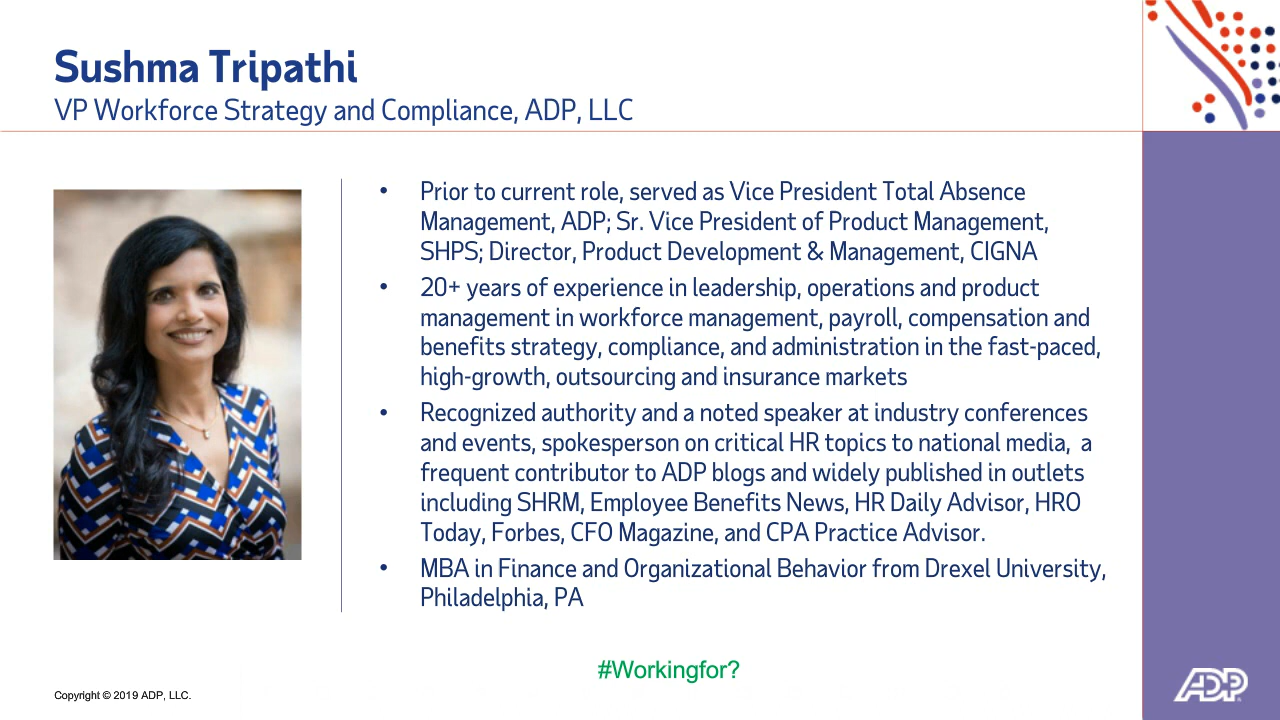 Sushma Tripathi
VP Workforce Strategy and Compliance, ADP, LLC
• Prior to current role, served as Vice President Total Absence
Management, ADP; Sr. Vice President of Product Management,
SHPS; Director, Product Development & Management, CIGNA
• 20+ years of experience in leadership, operations and product
management in workforce management, payroll, compensation and
benefits strategy, compliance, and administration in the fast-paced,
high-growth, outsourcing and insurance markets
• Recognized authority and a noted speaker at industry conferences
and events, spokesperson on critical HR topics to national media,  a
frequent contributor to ADP blogs and widely published in outlets
including SHRM, Employee Benefits News, HR Daily Advisor, HRO
Today, Forbes, CFO Magazine, and CPA Practice Advisor.
• MBA in Finance and Organizational Behavior from Drexel University,
Philadelphia, PA
#Workingfor?
Copyright © 2019 ADP, LLC.
ADP